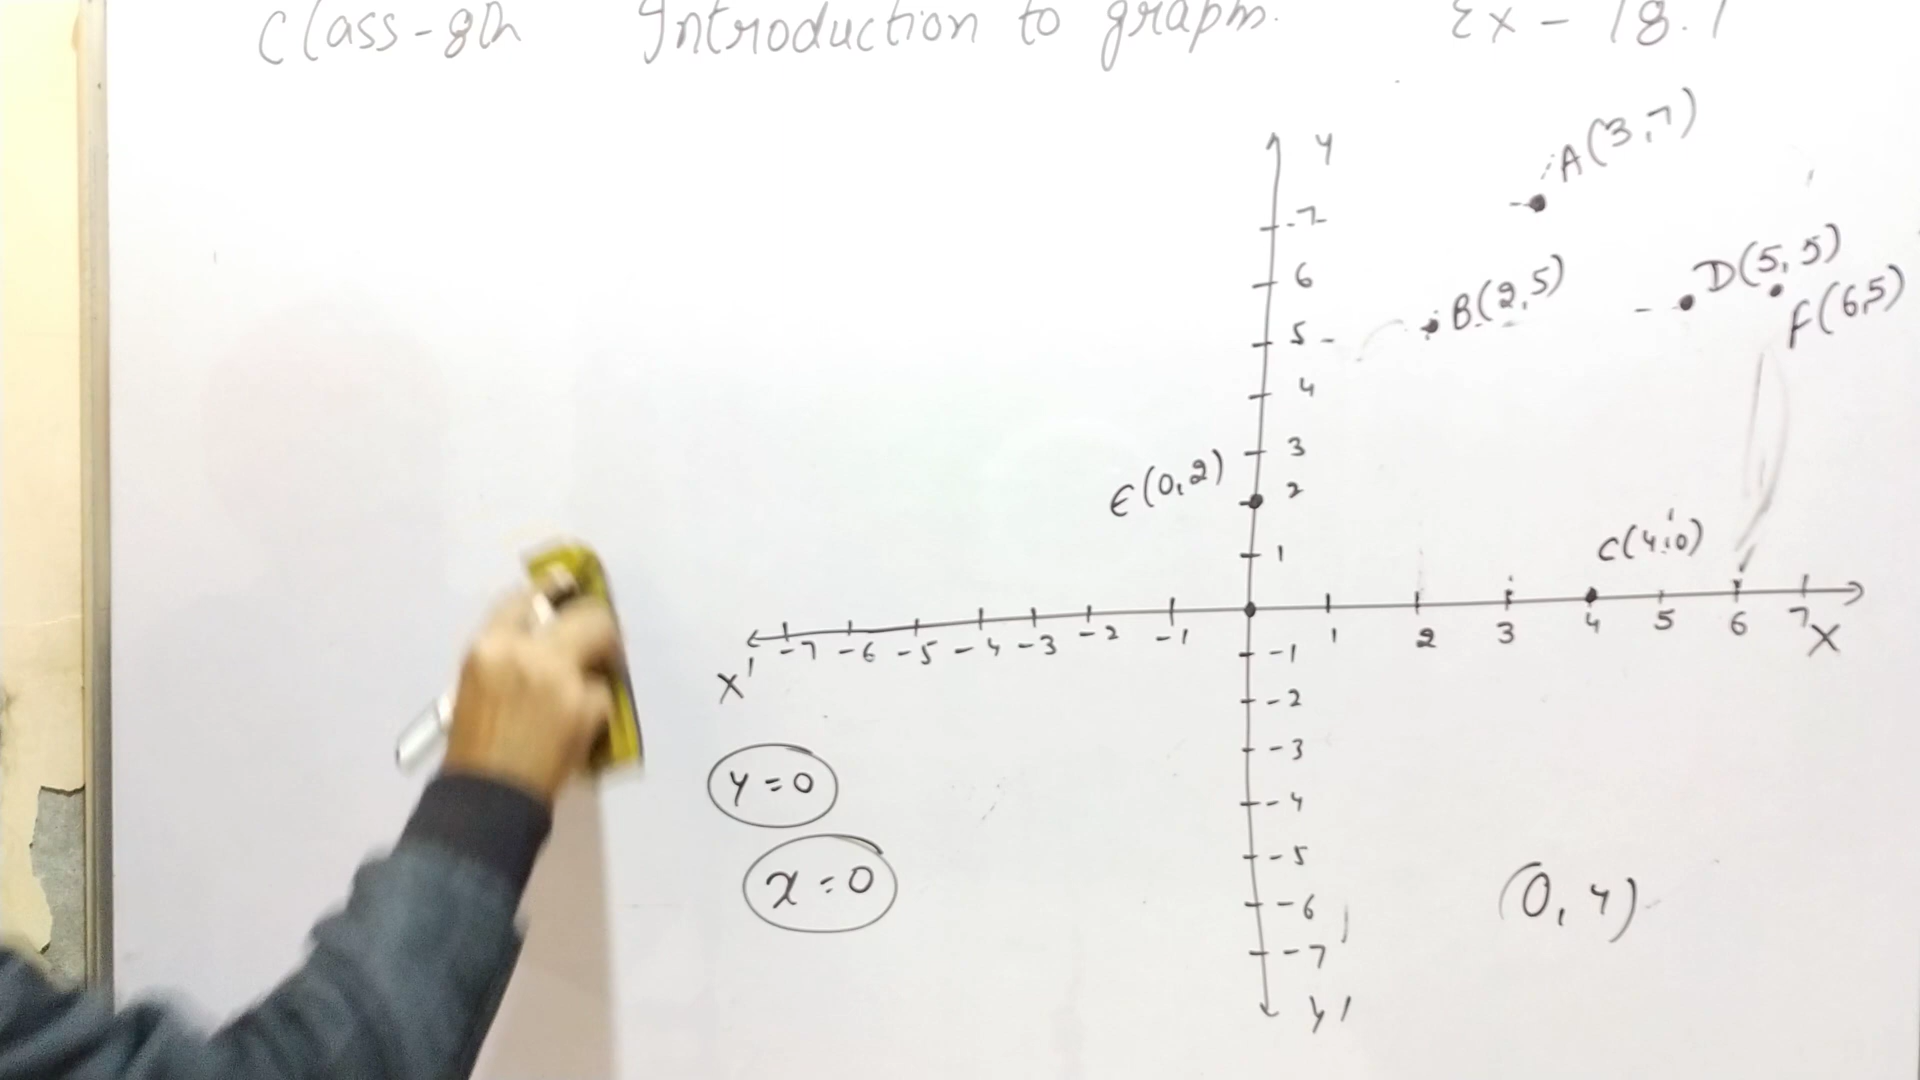 Class-8th Introduction to graph. Ex - 18.1
Y
A(3,7)
7
D(5,5)
6
B(2,5)
F(6,5)
5
4
3
E(0,2)
2
C(4,0)
1
-7 -6 -5 -4 -3 -2 -1 1 2 3 4 5 6 7
X' X
-1
-2
-3
y=0
-4
-5
x=0
-6
(0,4)
-7
Y'